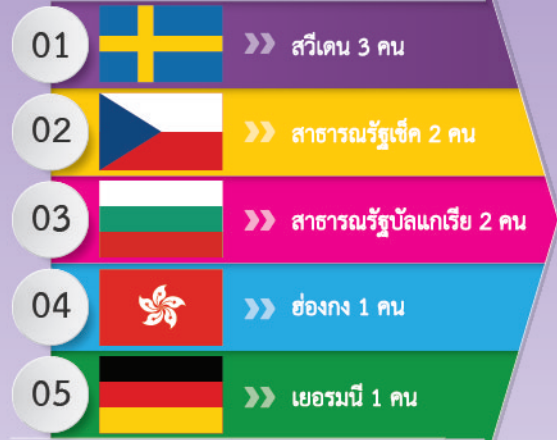 01 สวีเดน 3 คน
02 สาธารณรัฐเช็ค 2 คน
03 สาธารณรัฐบัลแกเรีย 2 คน
04 ฮ่องกง 1 คน
05 เยอรมนี 1 คน